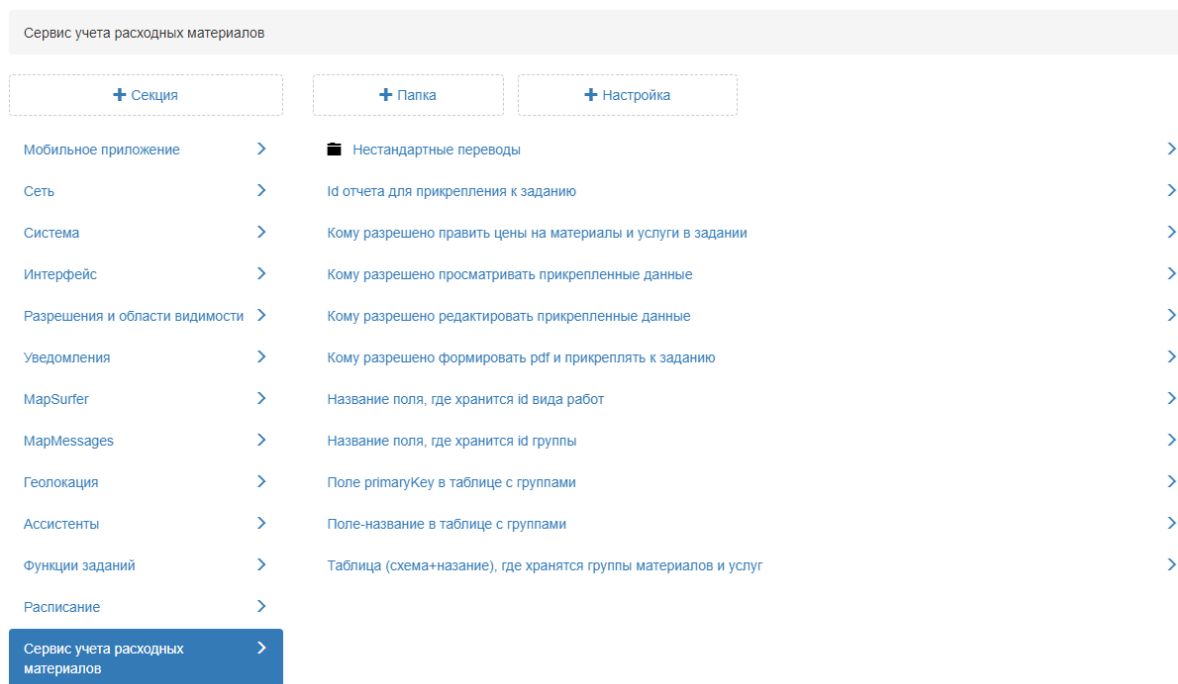 Сервис учета расходных материалов
+ Секция
+ Папка
+ Настройка
Мобильное приложение
Сеть
Система
Интерфейс
Разрешения и области видимости
Уведомления
MapSurfer
MapMessages
Геолокация
Ассистенты
Функции заданий
Расписание
Сервис учета расходных
материалов
Нестандартные переводы
Id отчета для прикрепления к заданию
Кому разрешено править цены на материалы и услуги в задании
Кому разрешено просматривать прикрепленные данные
Кому разрешено редактировать прикрепленные данные
Кому разрешено формировать pdf и прикреплять к заданию
Название поля, где хранится id вида работ
Название поля, где хранится id группы
Поле primaryKey в таблице с группами
Поле-название в таблице с группами
Таблица (схема+назание), где хранятся группы материалов и услуг